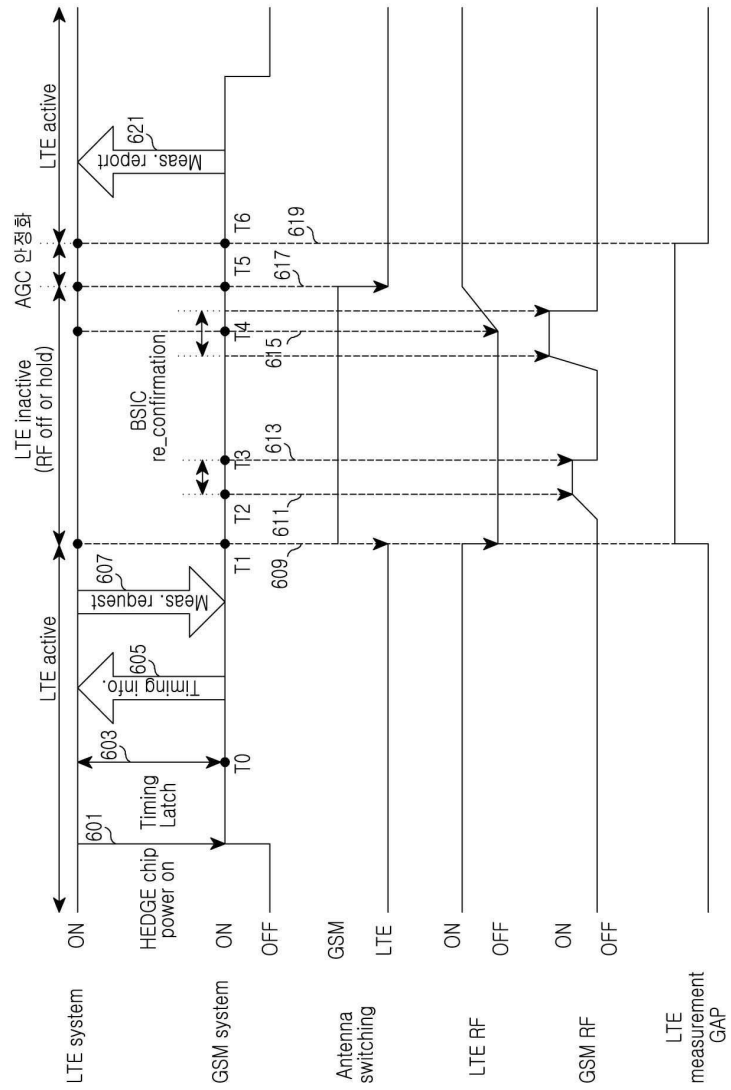 LTE active
LTE inactive
(RF off or hold)
AGC 안정화
LTE active
LTE system
ON
601
603
605
607
621
HEDGE chip
power on
Timing
Latch
Timing info.
Meas. request
BSIC
re_confirmation
Meas. report
GSM system
ON
OFF
T0
T1
T2
T3
T4
T5
T6
609
611
613
615
617
619
Antenna
switching
GSM
LTE
LTE RF
ON
OFF
GSM RF
ON
OFF
LTE
measurement
GAP